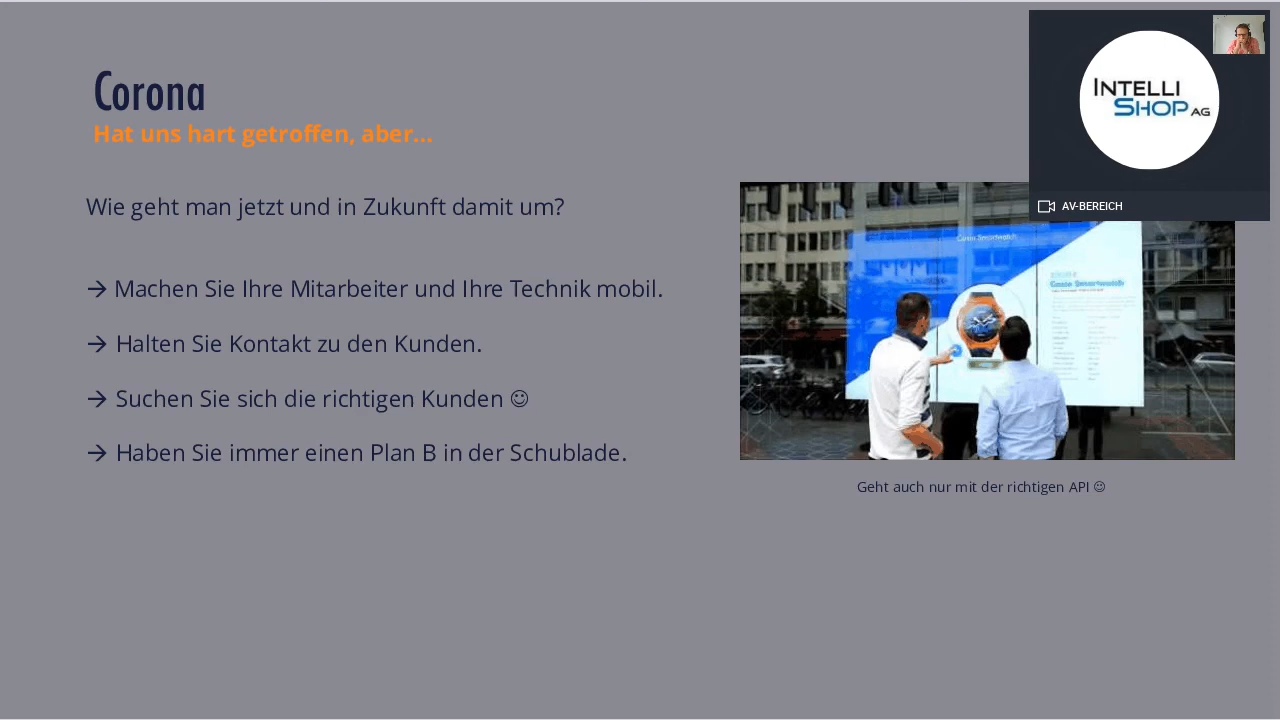 Corona
Hat uns hart getroffen, aber...
Wie geht man jetzt und in Zukunft damit um?
→ Machen Sie Ihre Mitarbeiter und Ihre Technik mobil.
→ Halten Sie Kontakt zu den Kunden.
→ Suchen Sie sich die richtigen Kunden ☺
→ Haben Sie immer einen Plan B in der Schublade.
INTELLI
SHOP AG
AV-BEREICH
Casio Smartwatch
Geht auch nur mit der richtigen API ☺